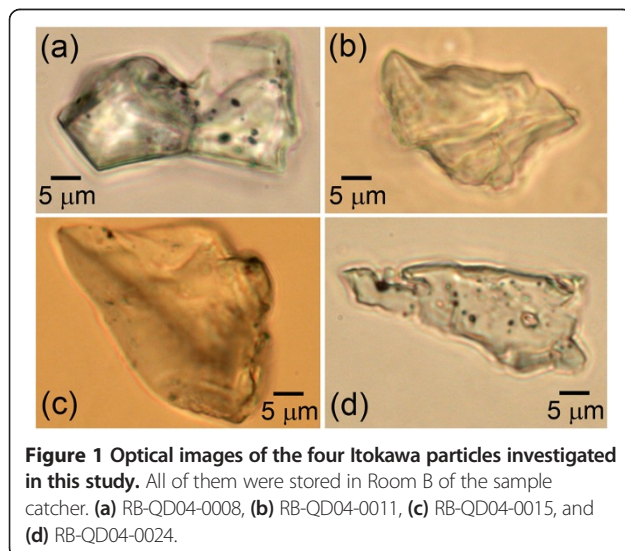 (a)
5 μm
(b)
5 μm
(c)
5 μm
(d)
5 μm
Figure 1 Optical images of the four Itokawa particles investigated
in this study. All of them were stored in Room B of the sample
catcher. (a) RB-QD04-0008, (b) RB-QD04-0011, (c) RB-QD04-0015, and
(d) RB-QD04-0024.